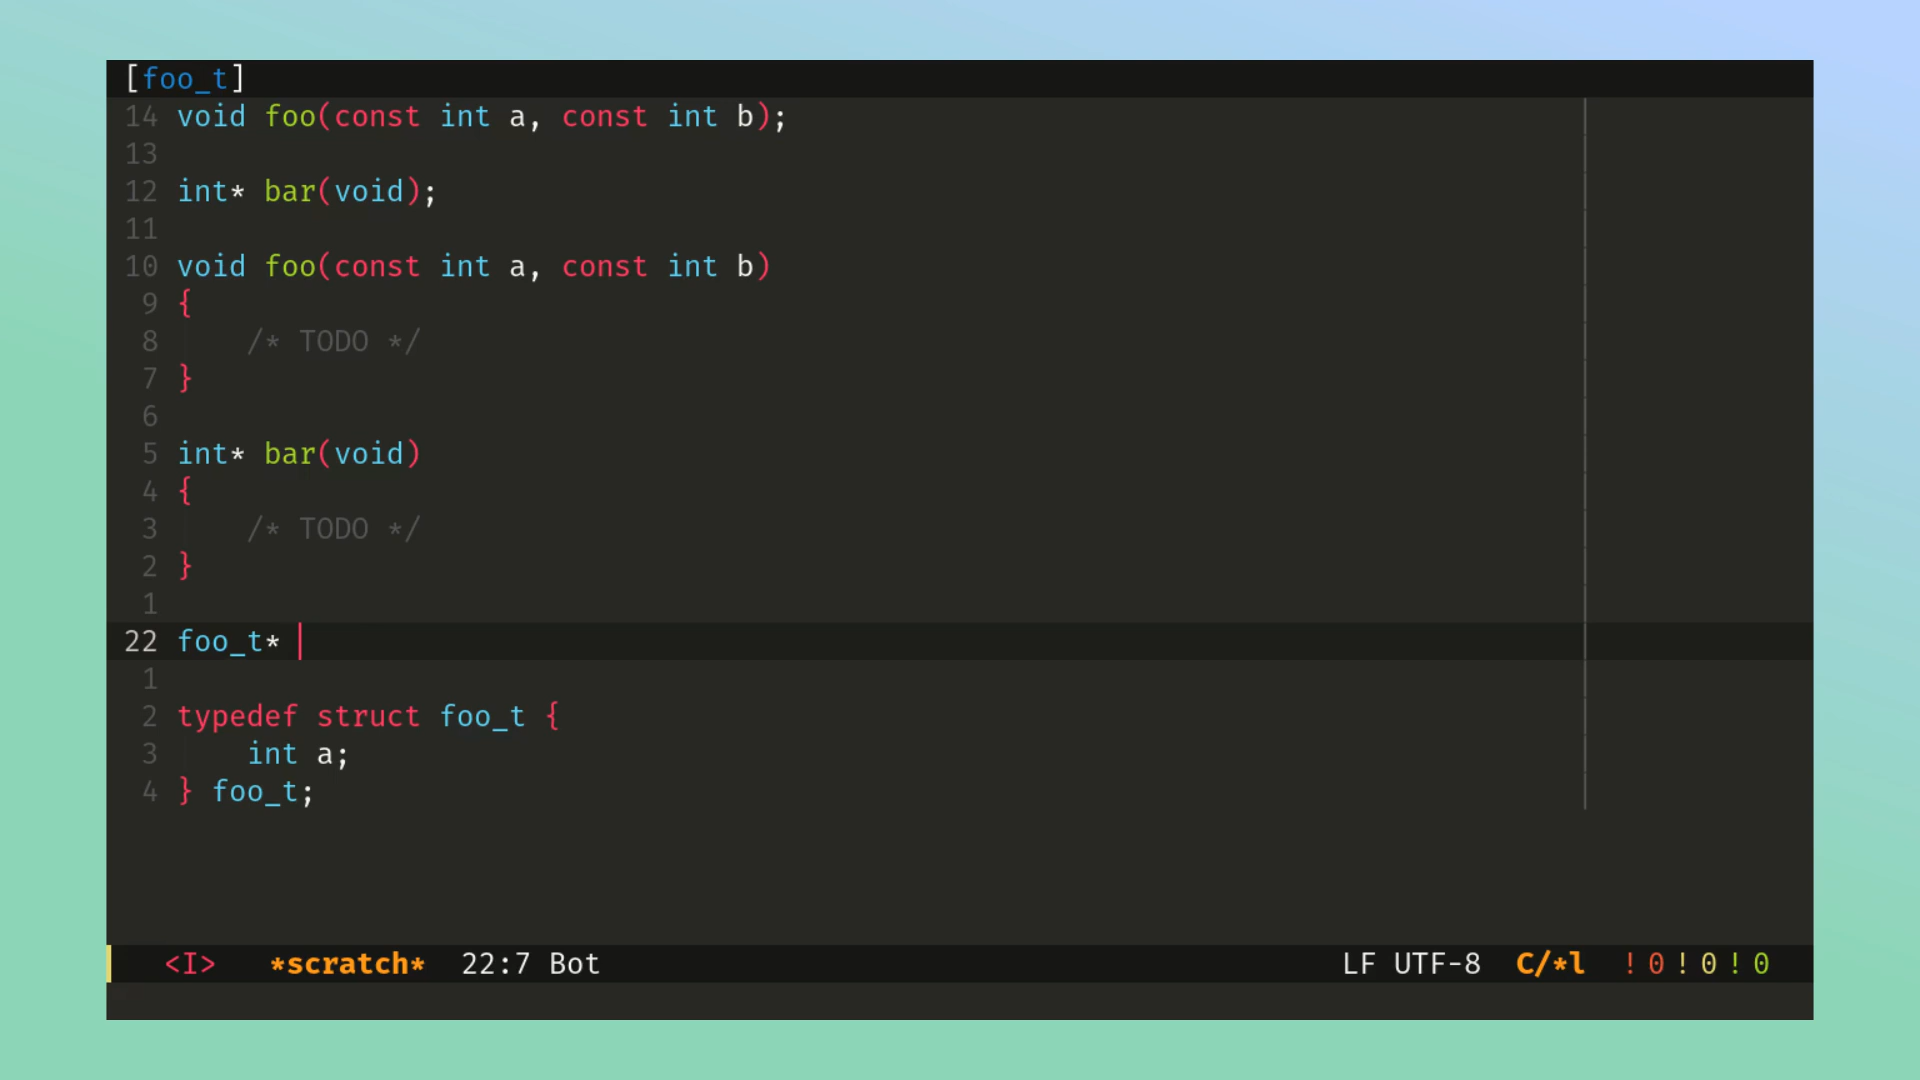 [foo_t]
14 void foo(const int a, const int b);
13
12 int* bar(void);
11
10 void foo(const int a, const int b)
9 {
8     /* TODO */
7 }
6
5 int* bar(void)
4 {
3     /* TODO */
2 }
1
22 foo_t*
1
2 typedef struct foo_t {
3     int a;
4 } foo_t;
<I> *scratch* 22:7 Bot LF UTF-8 C/*l !0!0!0